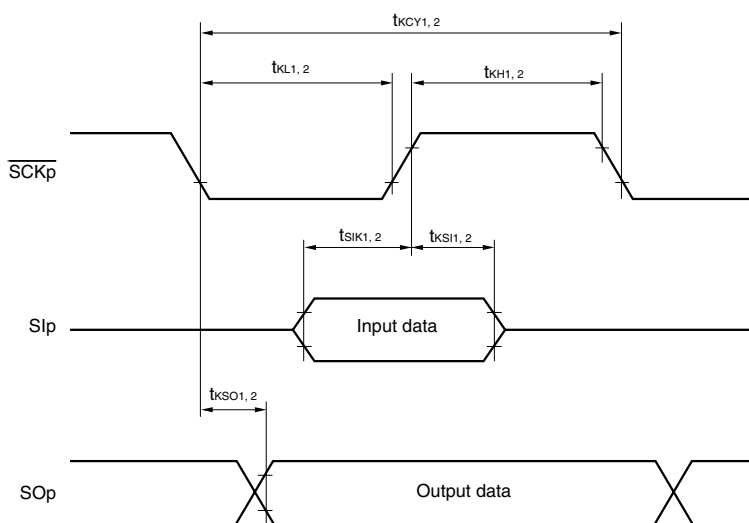 tKCY1, 2
tKL1, 2
tKH1, 2
SCKp
tSIK1, 2
tKSI1, 2
SIp
Input data
tKSO1, 2
SOp
Output data